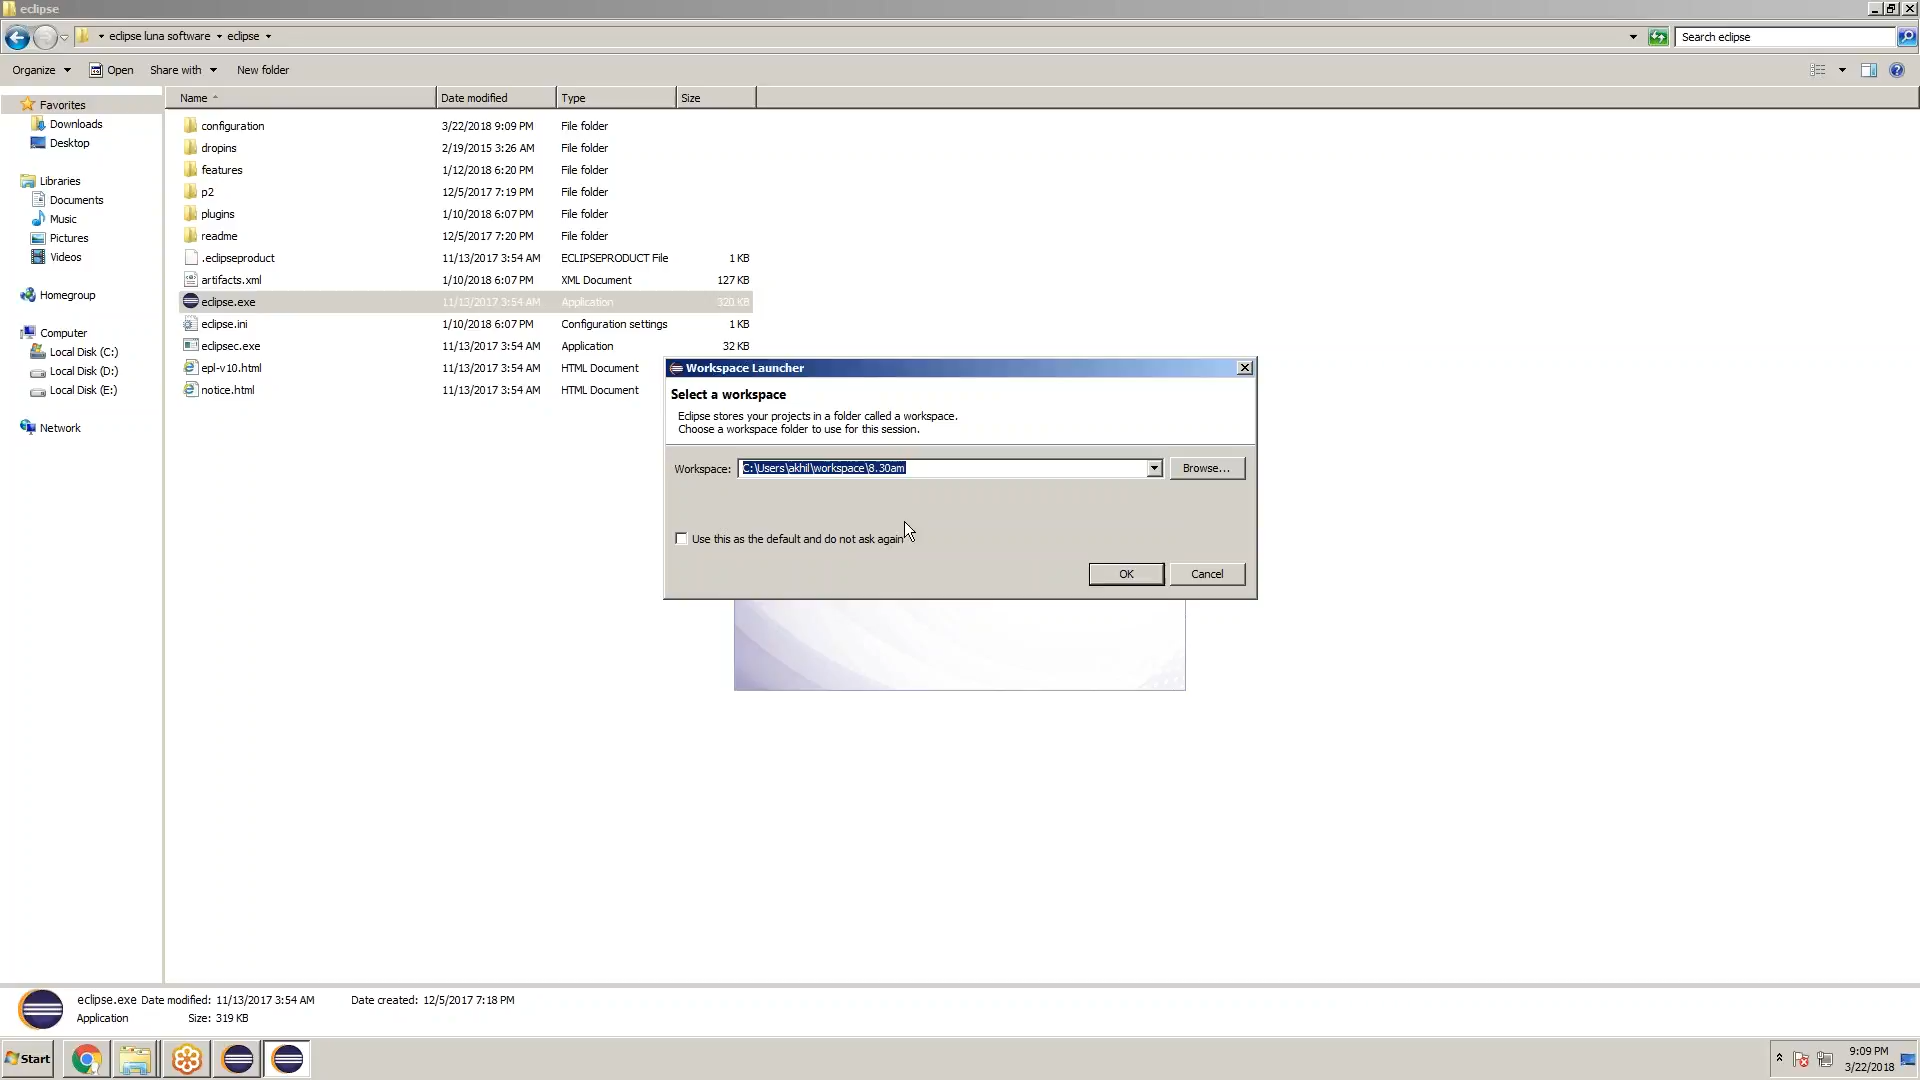 eclipse
eclipse luna software eclipse
Search eclipse
Organize Open Share with New folder
Name Date modified Type Size
Favorites
Downloads
Desktop
Libraries
Documents
Music
Pictures
Videos
Homegroup
Computer
Local Disk (C:)
Local Disk (D:)
Local Disk (E:)
Network
configuration 3/22/2018 9:09 PM File folder
dropins 2/19/2015 3:26 AM File folder
features 1/12/2018 6:20 PM File folder
p2 12/5/2017 7:19 PM File folder
plugins 1/10/2018 6:07 PM File folder
readme 12/5/2017 7:20 PM File folder
.eclipseproduct 11/13/2017 3:54 AM ECLIPSEPRODUCT File 1 KB
artifacts.xml 1/10/2018 6:07 PM XML Document 127 KB
eclipse.exe 11/13/2017 3:54 AM Application 320 KB
eclipse.ini 1/10/2018 6:07 PM Configuration settings 1 KB
eclipsec.exe 11/13/2017 3:54 AM Application 32 KB
epl-v10.html 11/13/2017 3:54 AM HTML Document
notice.html 11/13/2017 3:54 AM HTML Document
Workspace Launcher
Select a workspace
Eclipse stores your projects in a folder called a workspace.
Choose a workspace folder to use for this session.
Workspace: C:\Users\akhil\workspace\8.30am Browse...
Use this as the default and do not ask again
OK Cancel
eclipse.exe Date modified: 11/13/2017 3:54 AM Date created: 12/5/2017 7:18 PM
Application Size: 319 KB
Start
9:09 PM
3/22/2018